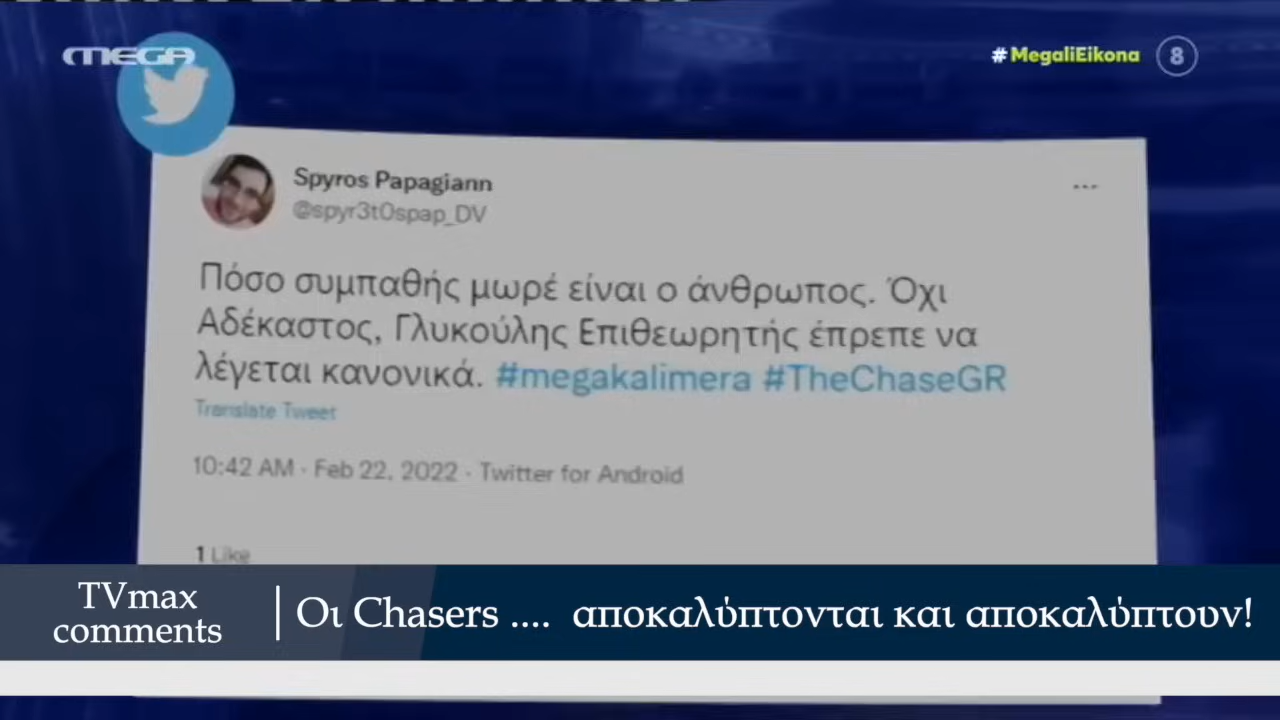 MEGA
#MegaliEikona
8
Spyros Papagiann
@spyr3t0spap_DV
Πόσο συμπαθής μωρέ είναι ο άνθρωπος. Όχι
Αδέκαστος, Γλυκούλης Επιθεωρητής έπρεπε να
λέγεται κανονικά. #megakalimera #TheChaseGR
Translate Tweet
10:42 AM · Feb 22, 2022 · Twitter for Android
1 Like
TVmax
comments
Οι Chasers .... αποκαλύπτονται και αποκαλύπτουν!